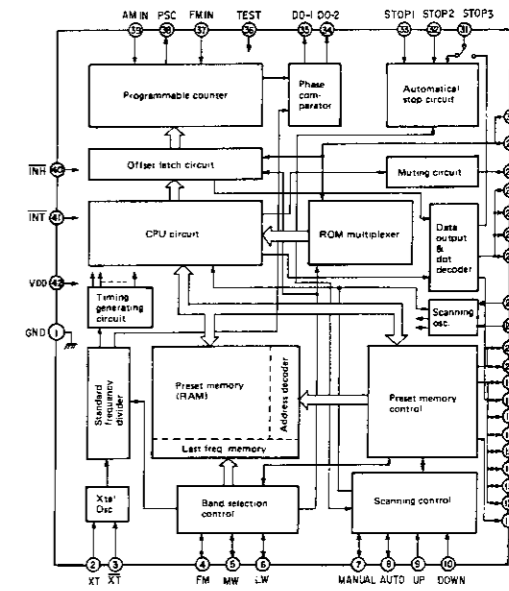 AM IN PSC FM IN TEST DO-1 DO-2 STOP1 STOP2 STOP3
39 38 37 36 35 34 33 32 31
Programmable counter
Phase
com-
parator
Automatical
stop circuit
Offset latch circuit
Muting circuit
INH 40
INT 41
CPU circuit
ROM multiplexer
Data
output
& dot
decoder
VDD 42
Timing
generating
circuit
Scanning
osc.
GND 1
Standard
frequency
divider
Preset memory
(RAM)
Address decoder
Preset memory
control
Last freq. memory
Xtal
Osc
Band selection
control
Scanning control
2 3 4 5 6 7 8 9 10
XT XT FM MW LW MANUAL AUTO UP DOWN